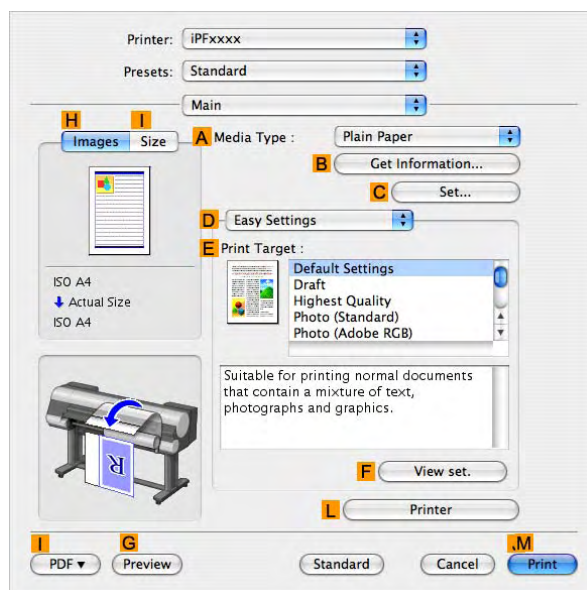 Printer: iPFxxxx
Presets: Standard
Main
H I
Images Size
A Media Type : Plain Paper
B Get Information...
C Set...
D Easy Settings
E Print Target :
Default Settings
Draft
Highest Quality
Photo (Standard)
Photo (Adobe RGB)
ISO A4
Actual Size
ISO A4
Suitable for printing normal documents
that contain a mixture of text,
photographs and graphics.
R
F View set.
L Printer
I G .M
PDF▼ Preview Standard Cancel Print